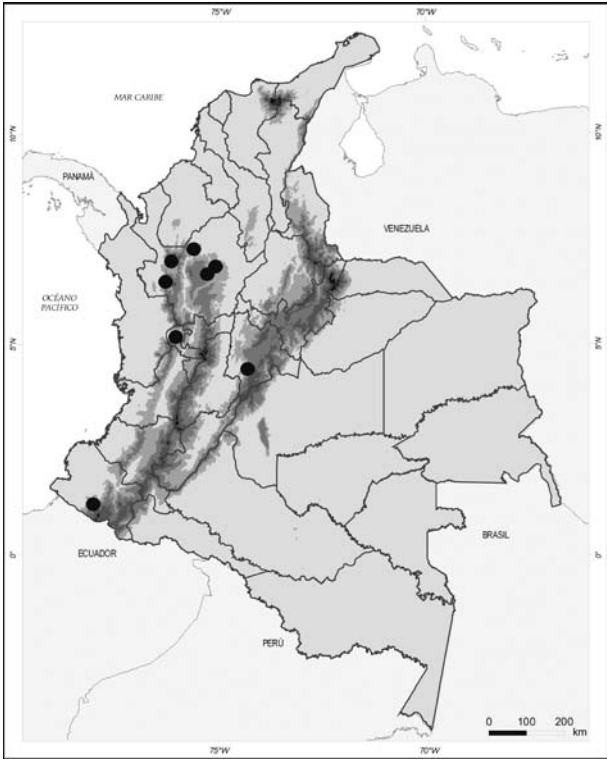 75°W
70°W
MAR CARIBE
10°N
10°N
PANAMÁ
VENEZUELA
OCÉANO
PACÍFICO
5°N
5°N
0°
0°
ECUADOR
BRASIL
PERÚ
0 100 200
km
75°W
70°W